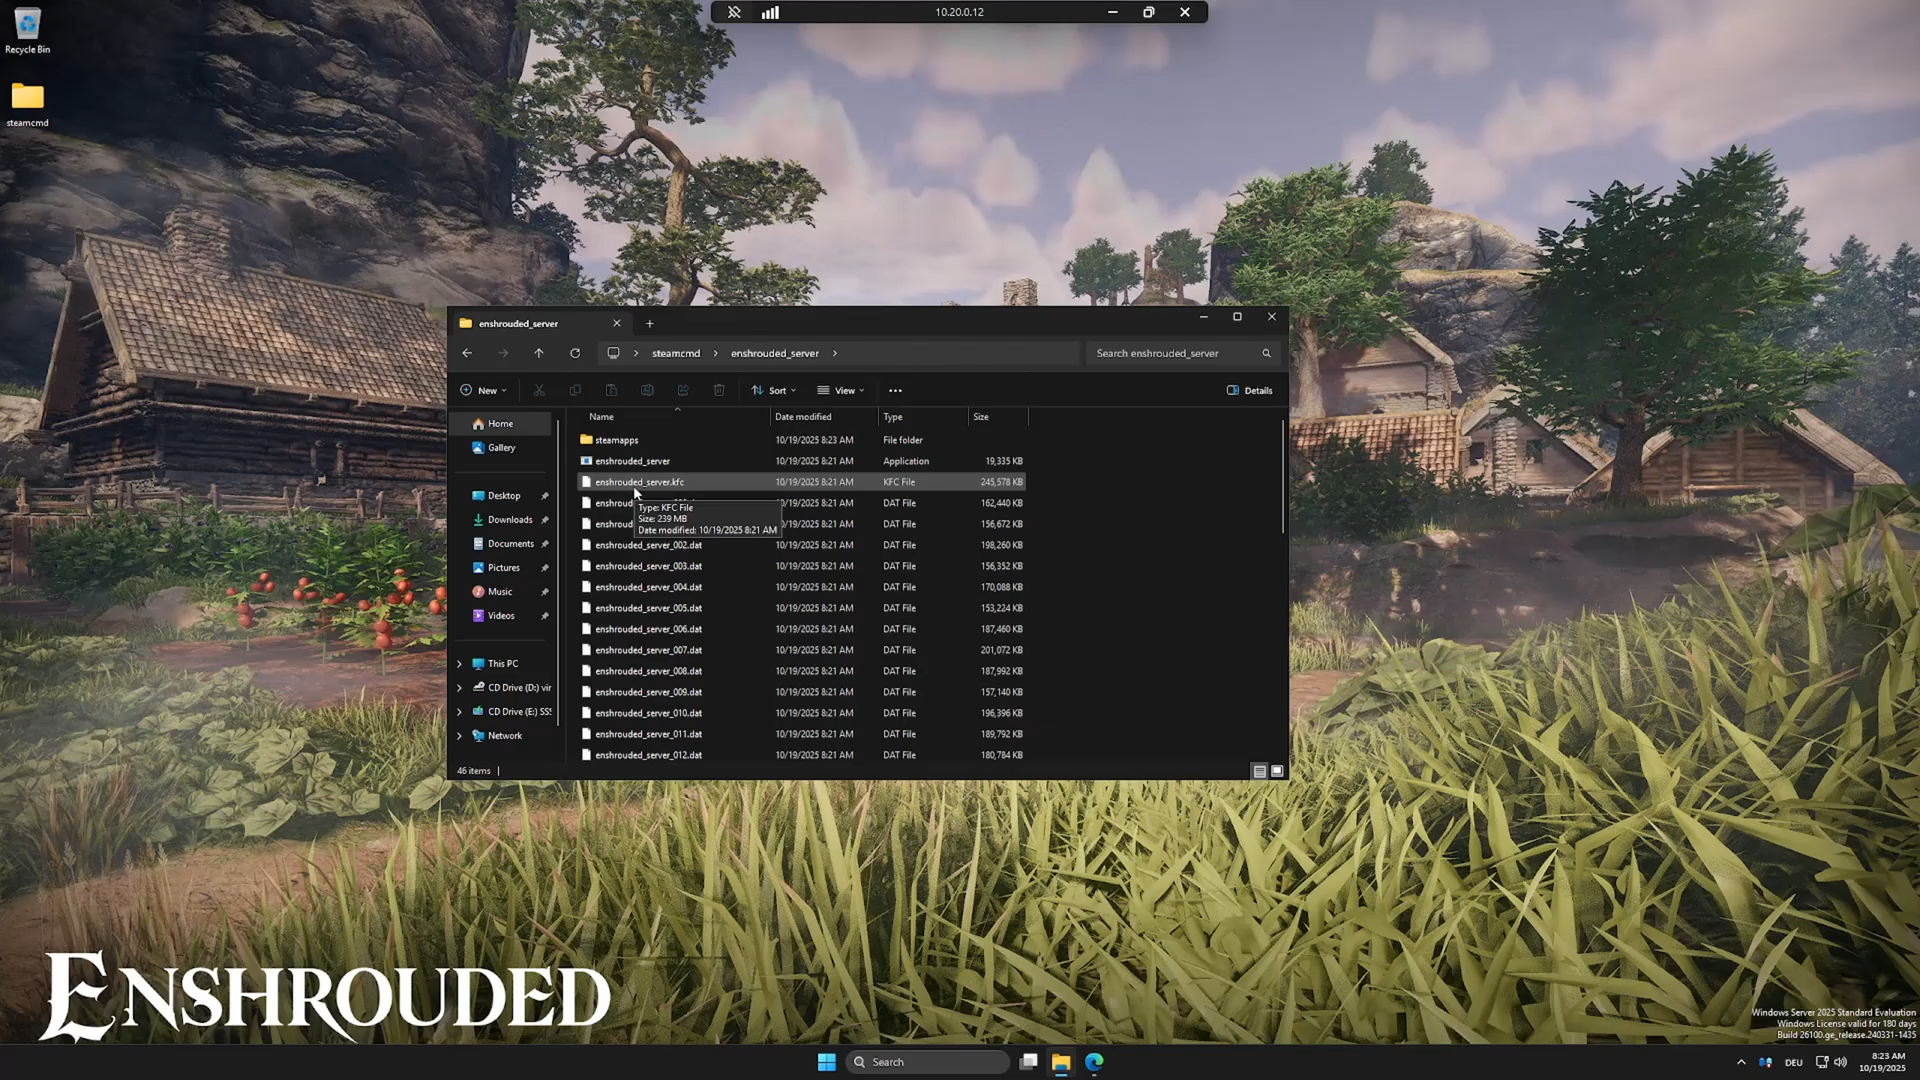 10.20.0.12
Recycle Bin
steamcmd
enshrouded_server
steamcmd > enshrouded_server >
Search enshrouded_server
New
Sort
View
Details
Name Date modified Type Size
Home
Gallery
Desktop
Downloads
Documents
Pictures
Music
Videos
This PC
CD Drive (D:) vir
CD Drive (E:) SS
Network
steamapps 10/19/2025 8:23 AM File folder
enshrouded_server 10/19/2025 8:21 AM Application 19,335 KB
enshrouded_server.kfc 10/19/2025 8:21 AM KFC File 245,578 KB
DAT File 162,440 KB
DAT File 156,672 KB
Type: KFC File
Size: 239 MB
Date modified: 10/19/2025 8:21 AM
enshrouded_server_002.dat 10/19/2025 8:21 AM DAT File 198,260 KB
enshrouded_server_003.dat 10/19/2025 8:21 AM DAT File 156,352 KB
enshrouded_server_004.dat 10/19/2025 8:21 AM DAT File 170,088 KB
enshrouded_server_005.dat 10/19/2025 8:21 AM DAT File 153,224 KB
enshrouded_server_006.dat 10/19/2025 8:21 AM DAT File 187,460 KB
enshrouded_server_007.dat 10/19/2025 8:21 AM DAT File 201,072 KB
enshrouded_server_008.dat 10/19/2025 8:21 AM DAT File 187,992 KB
enshrouded_server_009.dat 10/19/2025 8:21 AM DAT File 157,140 KB
enshrouded_server_010.dat 10/19/2025 8:21 AM DAT File 196,396 KB
enshrouded_server_011.dat 10/19/2025 8:21 AM DAT File 189,792 KB
enshrouded_server_012.dat 10/19/2025 8:21 AM DAT File 180,784 KB
46 items
ENSHROUDED
Windows Server 2025 Standard Evaluation
Windows License valid for 180 days
Build 26100.ge_release.240331-1435
Search
DEU
8:23 AM
10/19/2025